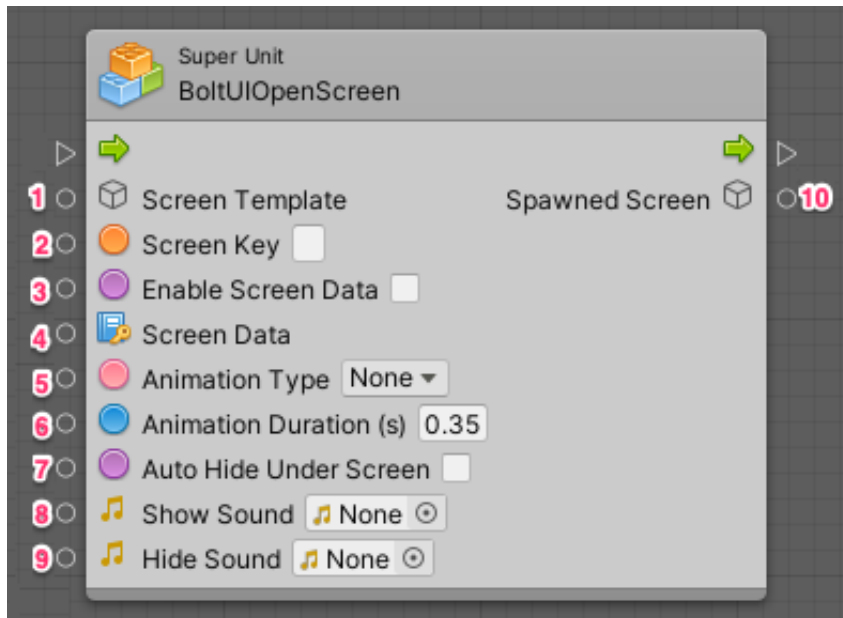 Super Unit
BoltUIOpenScreen
1 Screen Template Spawned Screen 10
2 Screen Key
3 Enable Screen Data
4 Screen Data
5 Animation Type None
6 Animation Duration (s) 0.35
7 Auto Hide Under Screen
8 Show Sound None
9 Hide Sound None